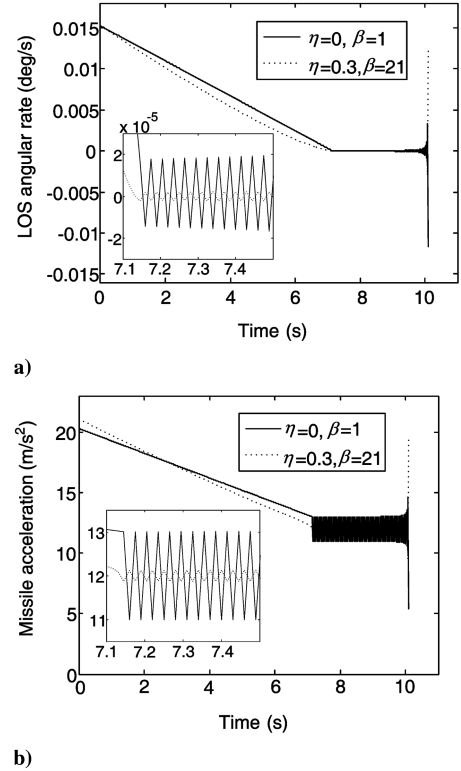 0.015
0.01
0.005
0
-0.005
-0.01
-0.015
LOS angular rate (deg/s)
η=0, β=1
η=0.3,β=21
x 10⁻⁵
2
0
-2
7.1 7.2 7.3 7.4
0 2 4 6 8 10
Time (s)
a)
20
15
10
5
0
Missile acceleration (m/s²)
η=0, β=1
η=0.3,β=21
13
12
11
7.1 7.2 7.3 7.4
0 2 4 6 8 10
Time (s)
b)